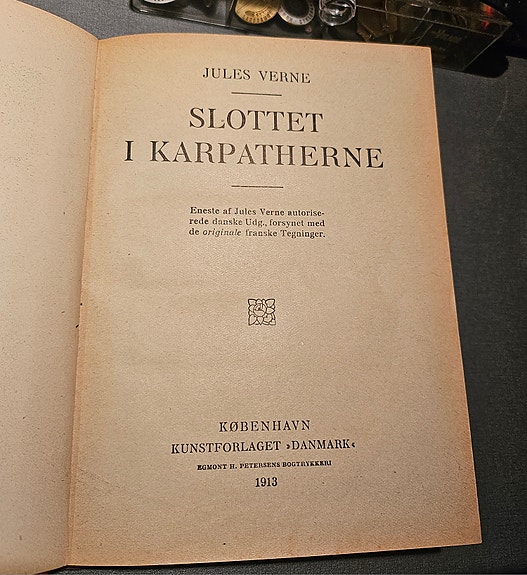 JULES VERNE
SLOTTET
I KARPATHERNE
Eneste af Jules Verne autorise-
rede danske Udg., forsynet med
de originale franske Tegninger.
KØBENHAVN
KUNSTFORLAGET »DANMARK«
EGMONT H. PETERSENS BOGTRYKKERI
1913